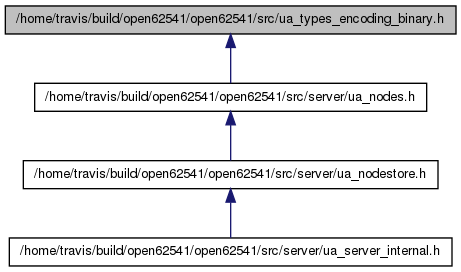 /home/travis/build/open62541/open62541/src/ua_types_encoding_binary.h
/home/travis/build/open62541/open62541/src/server/ua_nodes.h
/home/travis/build/open62541/open62541/src/server/ua_nodestore.h
/home/travis/build/open62541/open62541/src/server/ua_server_internal.h